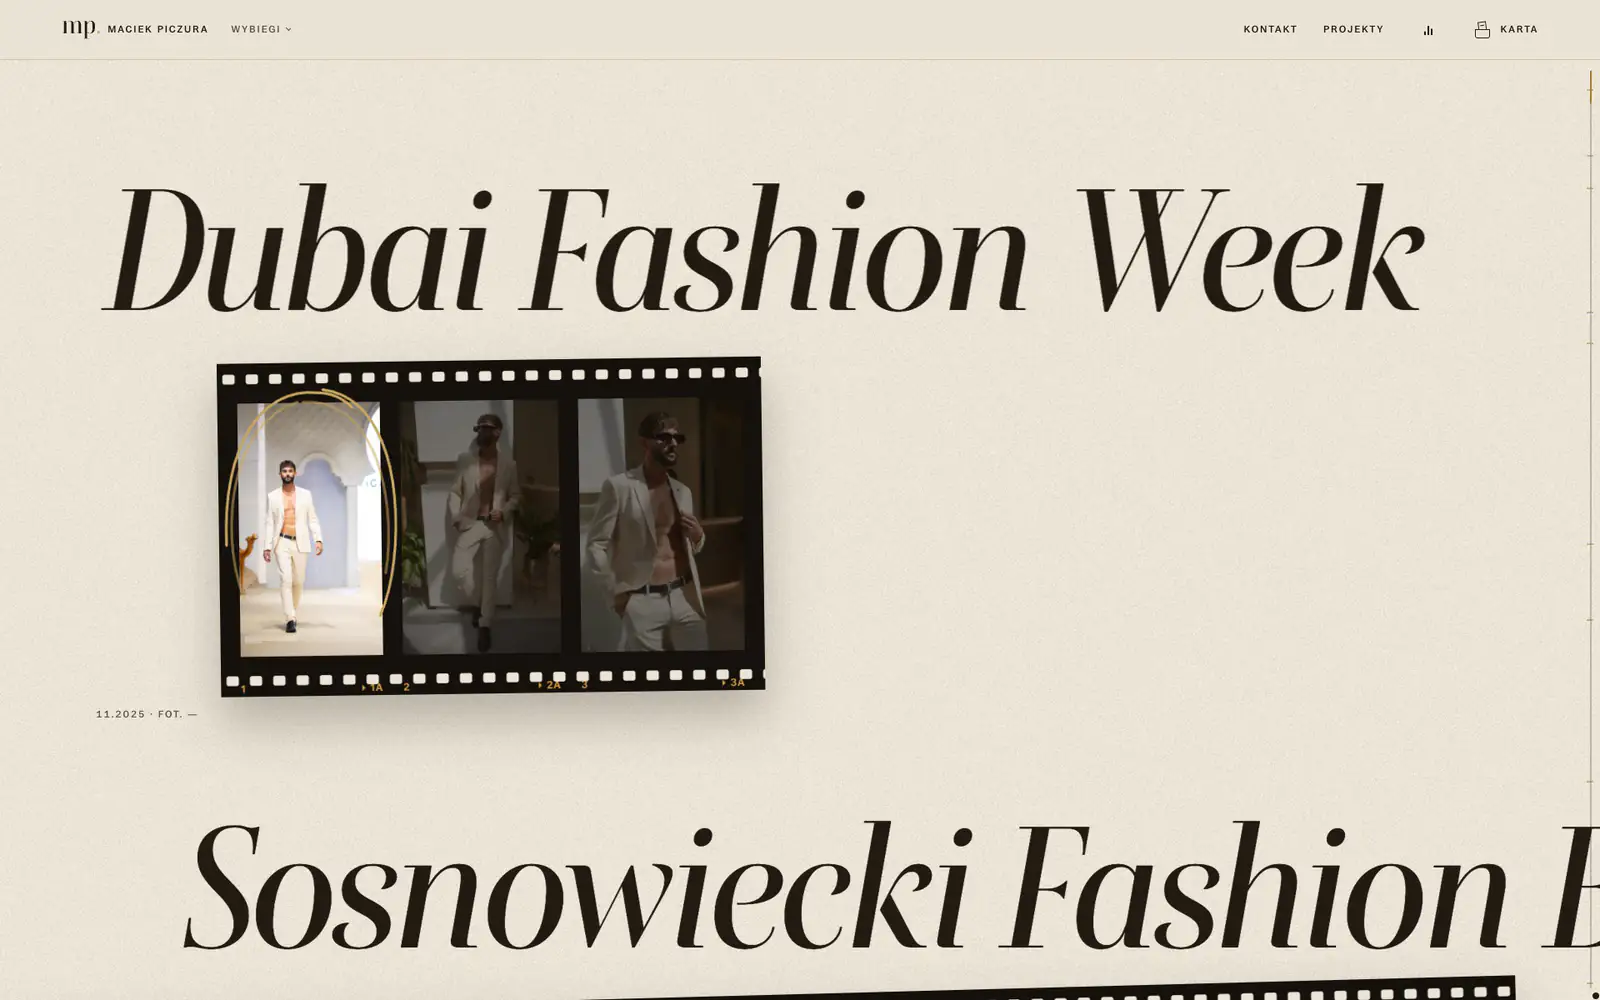 mp. MACIEK PICZURA WYBIEGI
KONTAKT PROJEKTY KARTA
Dubai Fashion Week
1 1A 2 2A 3 3A
11.2025 · FOT. —
Sosnowiecki Fashion